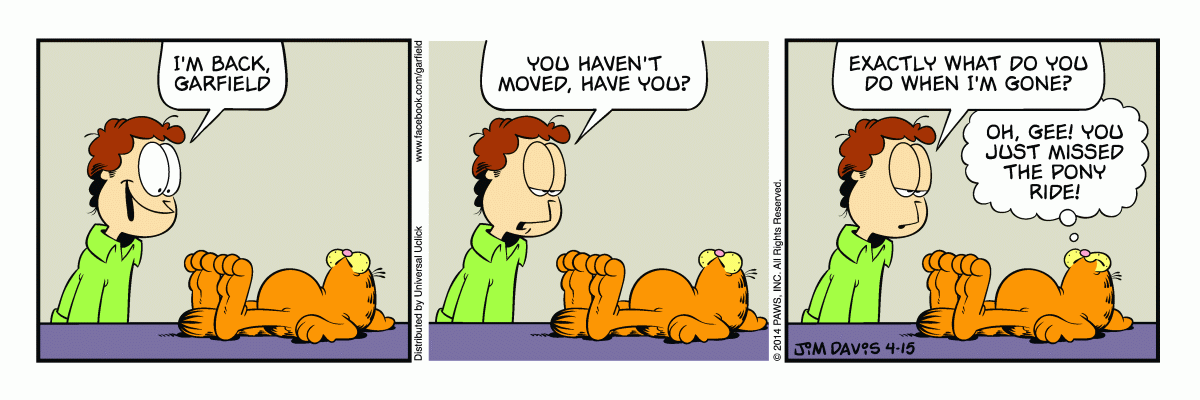 I'M BACK,
GARFIELD
www.facebook.com/garfield
Distributed by Universal Uclick
YOU HAVEN'T
MOVED, HAVE YOU?
© 2014 PAWS, INC. All Rights Reserved.
EXACTLY WHAT DO YOU
DO WHEN I'M GONE?
OH, GEE! YOU
JUST MISSED
THE PONY
RIDE!
JIM DAVIS 4-15